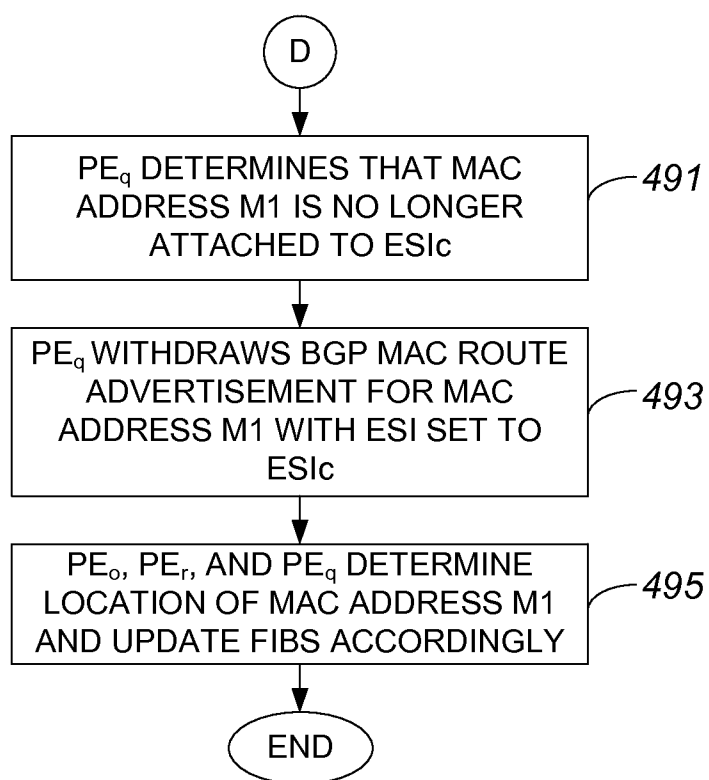 D
PEq DETERMINES THAT MAC
ADDRESS M1 IS NO LONGER
ATTACHED TO ESIc
491
PEq WITHDRAWS BGP MAC ROUTE
ADVERTISEMENT FOR MAC
ADDRESS M1 WITH ESI SET TO
ESIc
493
PEo, PEr, AND PEq DETERMINE
LOCATION OF MAC ADDRESS M1
AND UPDATE FIBS ACCORDINGLY
495
END